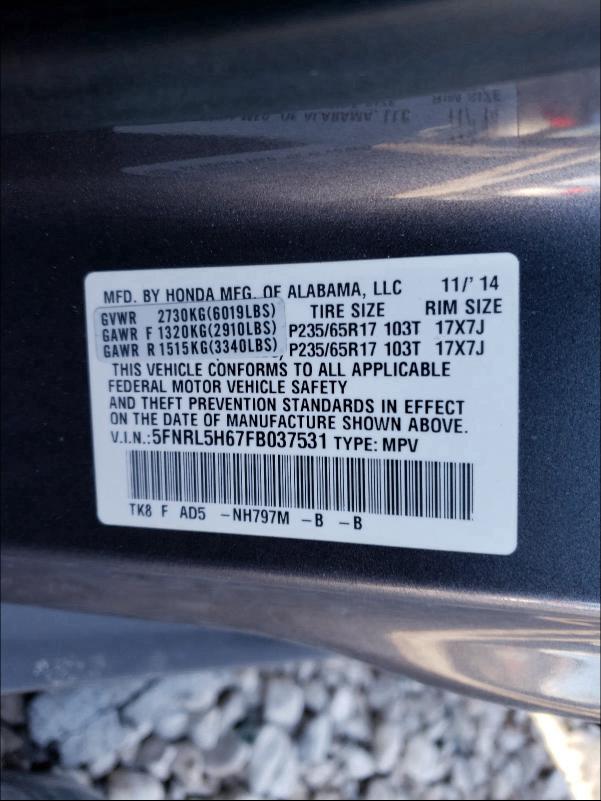 MFD. BY HONDA MFG. OF ALABAMA, LLC 11/'14
GVWR 2730KG(6019LBS) TIRE SIZE RIM SIZE
GAWR F 1320KG(2910LBS) P235/65R17 103T 17X7J
GAWR R 1515KG(3340LBS) P235/65R17 103T 17X7J
THIS VEHICLE CONFORMS TO ALL APPLICABLE
FEDERAL MOTOR VEHICLE SAFETY
AND THEFT PREVENTION STANDARDS IN EFFECT
ON THE DATE OF MANUFACTURE SHOWN ABOVE.
V.I.N.:5FNRL5H67FB037531 TYPE: MPV
TK8 F AD5 -NH797M -B -B